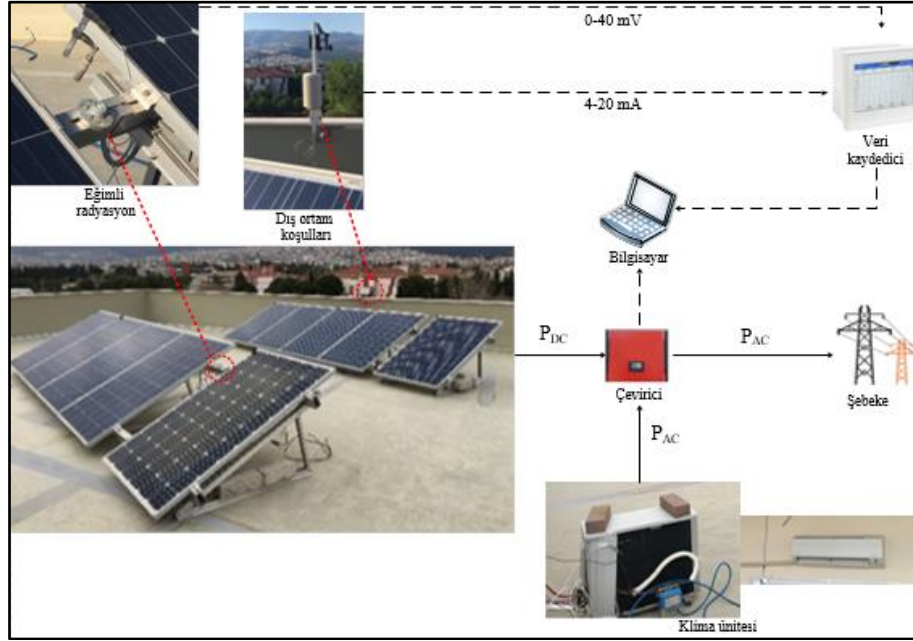 0-40 mV
4-20 mA
Veri
kaydedici
Eğimli
radyasyon
Dış ortam
koşulları
Bilgisayar
P_DC
P_AC
Çevirici
Şebeke
P_AC
Klima ünitesi